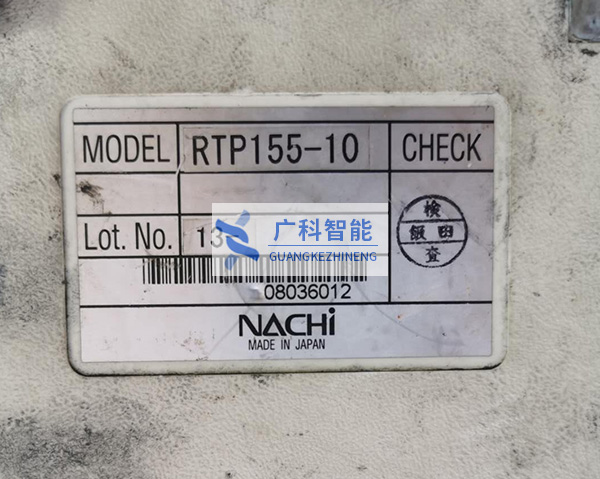 MODEL RTP155-10 CHECK
Lot. No. 13
广科智能
GUANGKEZHINENG
検
飯田
査
08036012
NACHi
MADE IN JAPAN